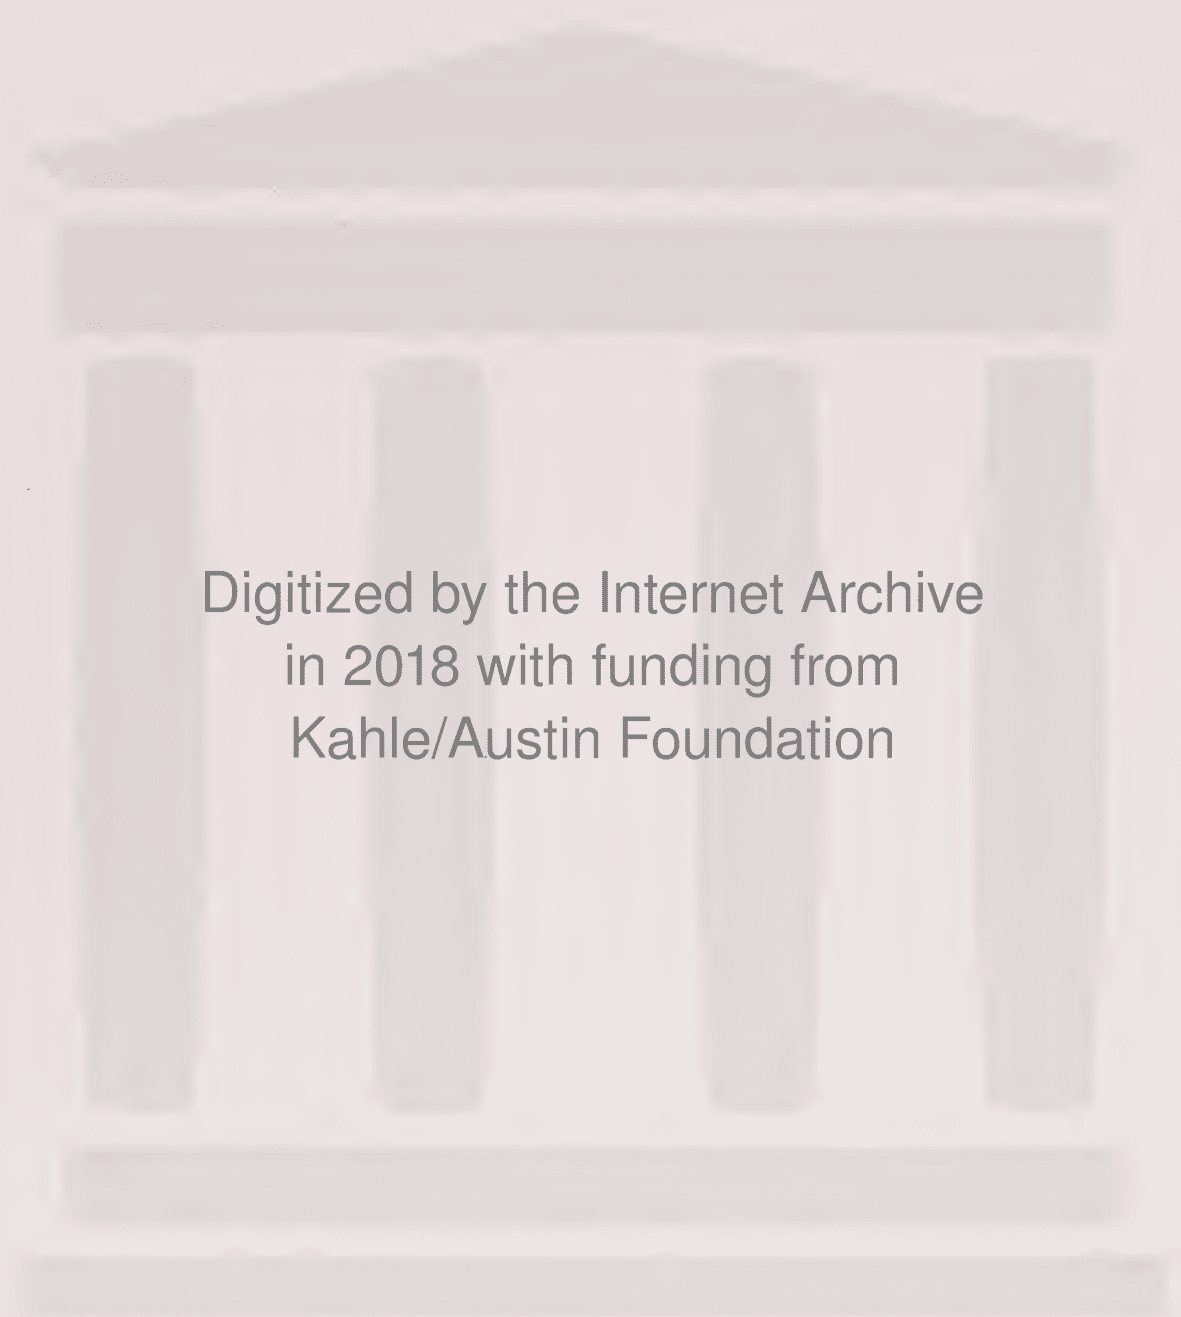 Digitized by the Internet Archive
in 2018 with funding from
Kahle/Austin Foundation